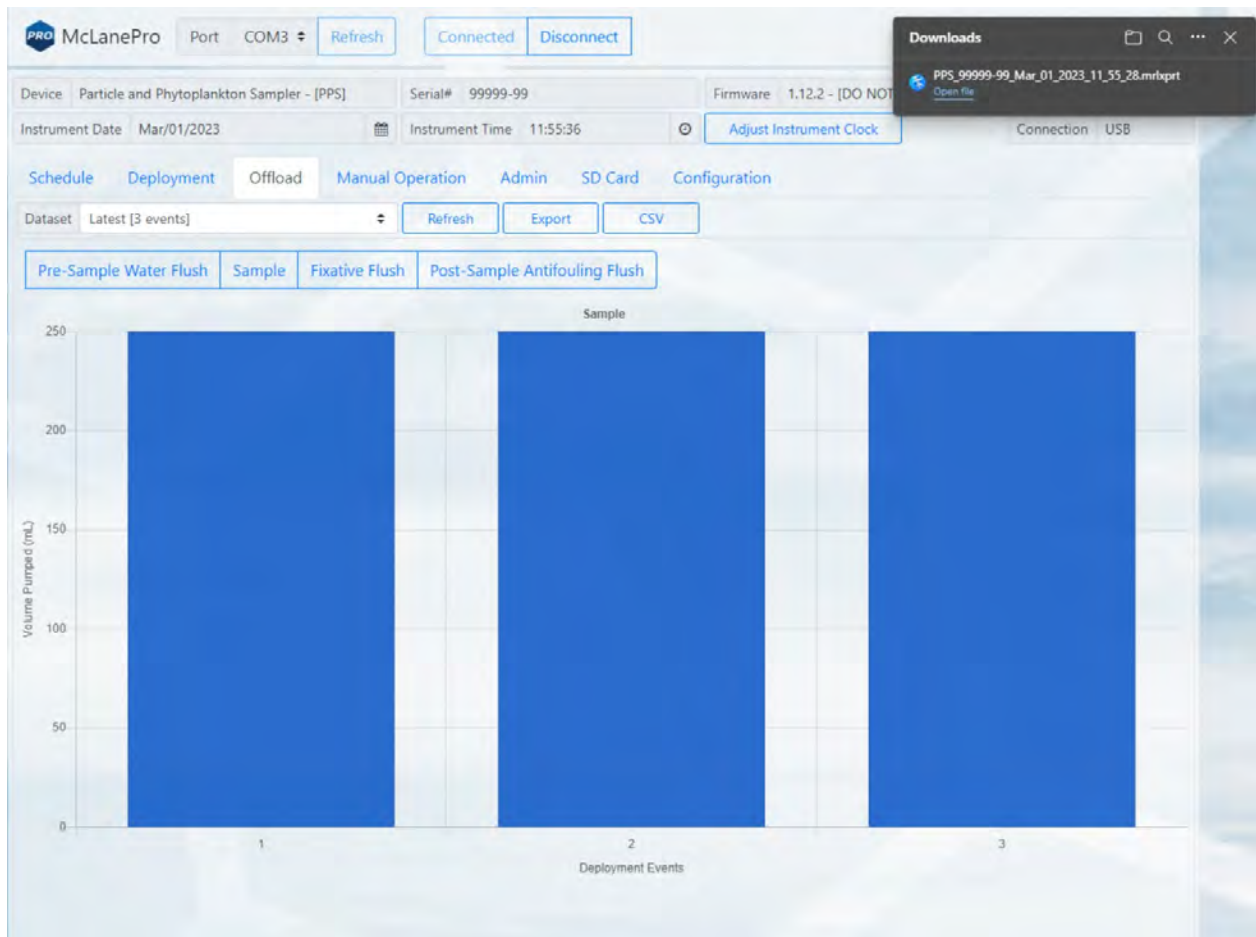 PRO McLanePro Port COM3 Refresh Connected Disconnect
Downloads
PPS_99999-99_Mar_01_2023_11_55_28.mrlxprt
Open file
Device Particle and Phytoplankton Sampler - [PPS] Serial# 99999-99 Firmware 1.12.2 - [DO NOT
Instrument Date Mar/01/2023 Instrument Time 11:55:36 Adjust Instrument Clock Connection USB
Schedule Deployment Offload Manual Operation Admin SD Card Configuration
Dataset Latest [3 events] Refresh Export CSV
Pre-Sample Water Flush Sample Fixative Flush Post-Sample Antifouling Flush
Sample
250
200
150
100
50
0
Volume Pumped (mL)
1 2 3
Deployment Events